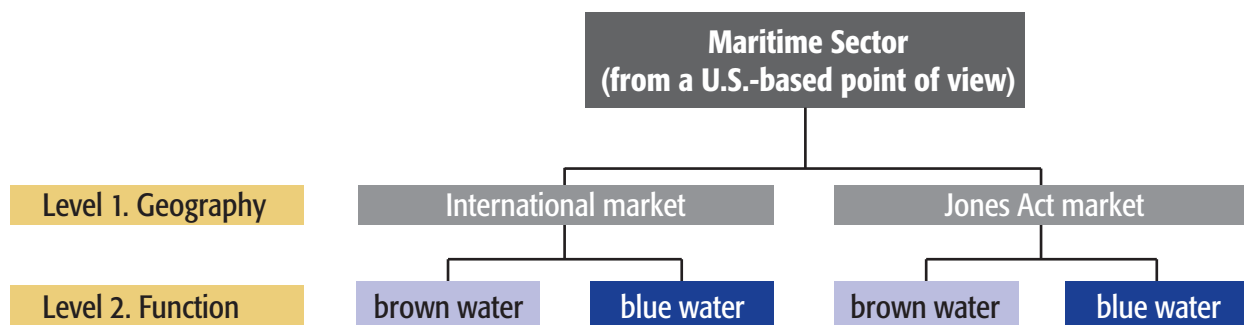 Maritime Sector
(from a U.S.-based point of view)
Level 1. Geography
International market
Jones Act market
Level 2. Function
brown water
blue water
brown water
blue water